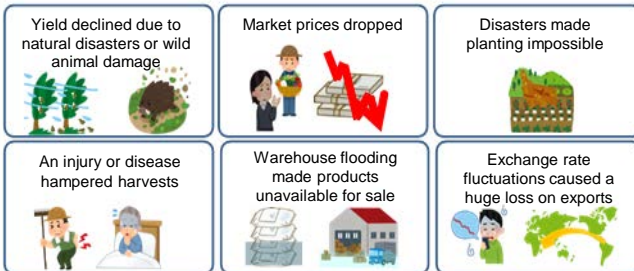 Yield declined due to
natural disasters or wild
animal damage
Market prices dropped
Disasters made
planting impossible
An injury or disease
hampered harvests
Warehouse flooding
made products
unavailable for sale
Exchange rate
fluctuations caused a
huge loss on exports